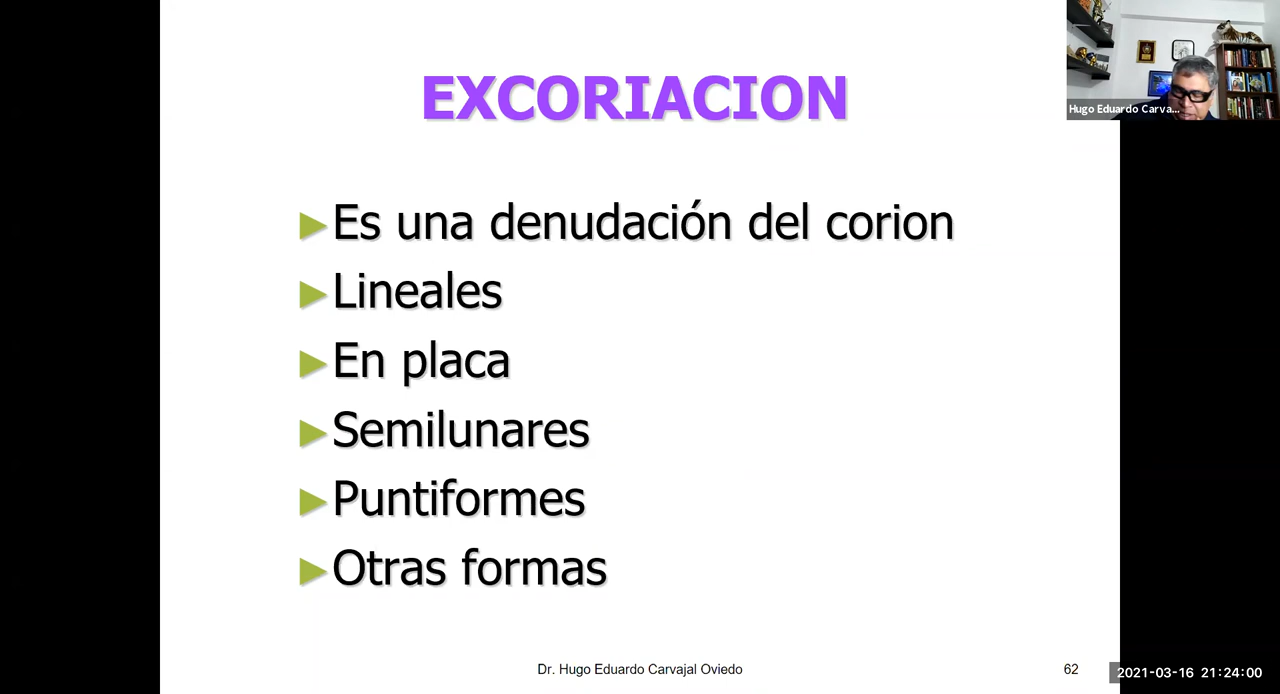 EXCORIACION
Hugo Eduardo Carva...
►Es una denudación del corion
►Lineales
►En placa
►Semilunares
►Puntiformes
►Otras formas
Dr. Hugo Eduardo Carvajal Oviedo
62
2021-03-16 21:24:00